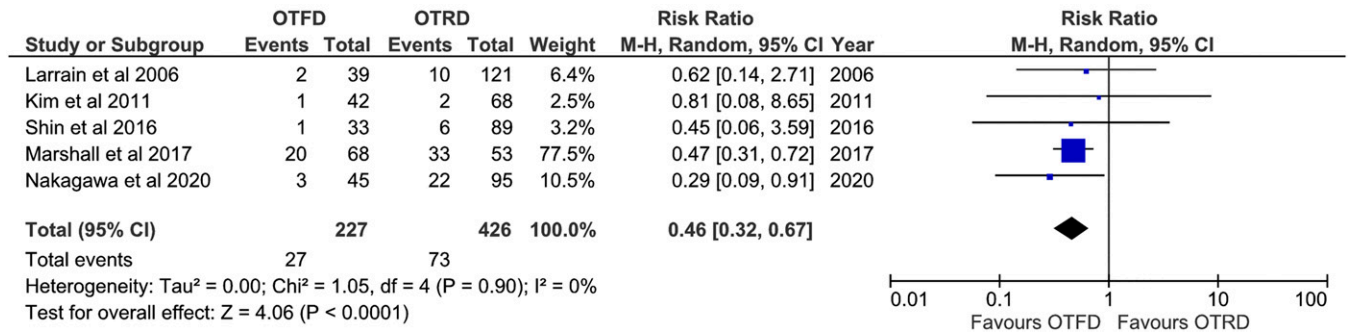 OTFD OTRD Risk Ratio Risk Ratio
Study or Subgroup Events Total Events Total Weight M-H, Random, 95% CI Year M-H, Random, 95% CI
Larrain et al 2006 2 39 10 121 6.4% 0.62 [0.14, 2.71] 2006
Kim et al 2011 1 42 2 68 2.5% 0.81 [0.08, 8.65] 2011
Shin et al 2016 1 33 6 89 3.2% 0.45 [0.06, 3.59] 2016
Marshall et al 2017 20 68 33 53 77.5% 0.47 [0.31, 0.72] 2017
Nakagawa et al 2020 3 45 22 95 10.5% 0.29 [0.09, 0.91] 2020
Total (95% CI) 227 426 100.0% 0.46 [0.32, 0.67]
Total events 27 73
Heterogeneity: Tau² = 0.00; Chi² = 1.05, df = 4 (P = 0.90); I² = 0%
Test for overall effect: Z = 4.06 (P < 0.0001)
0.01 0.1 1 10 100
Favours OTFD Favours OTRD